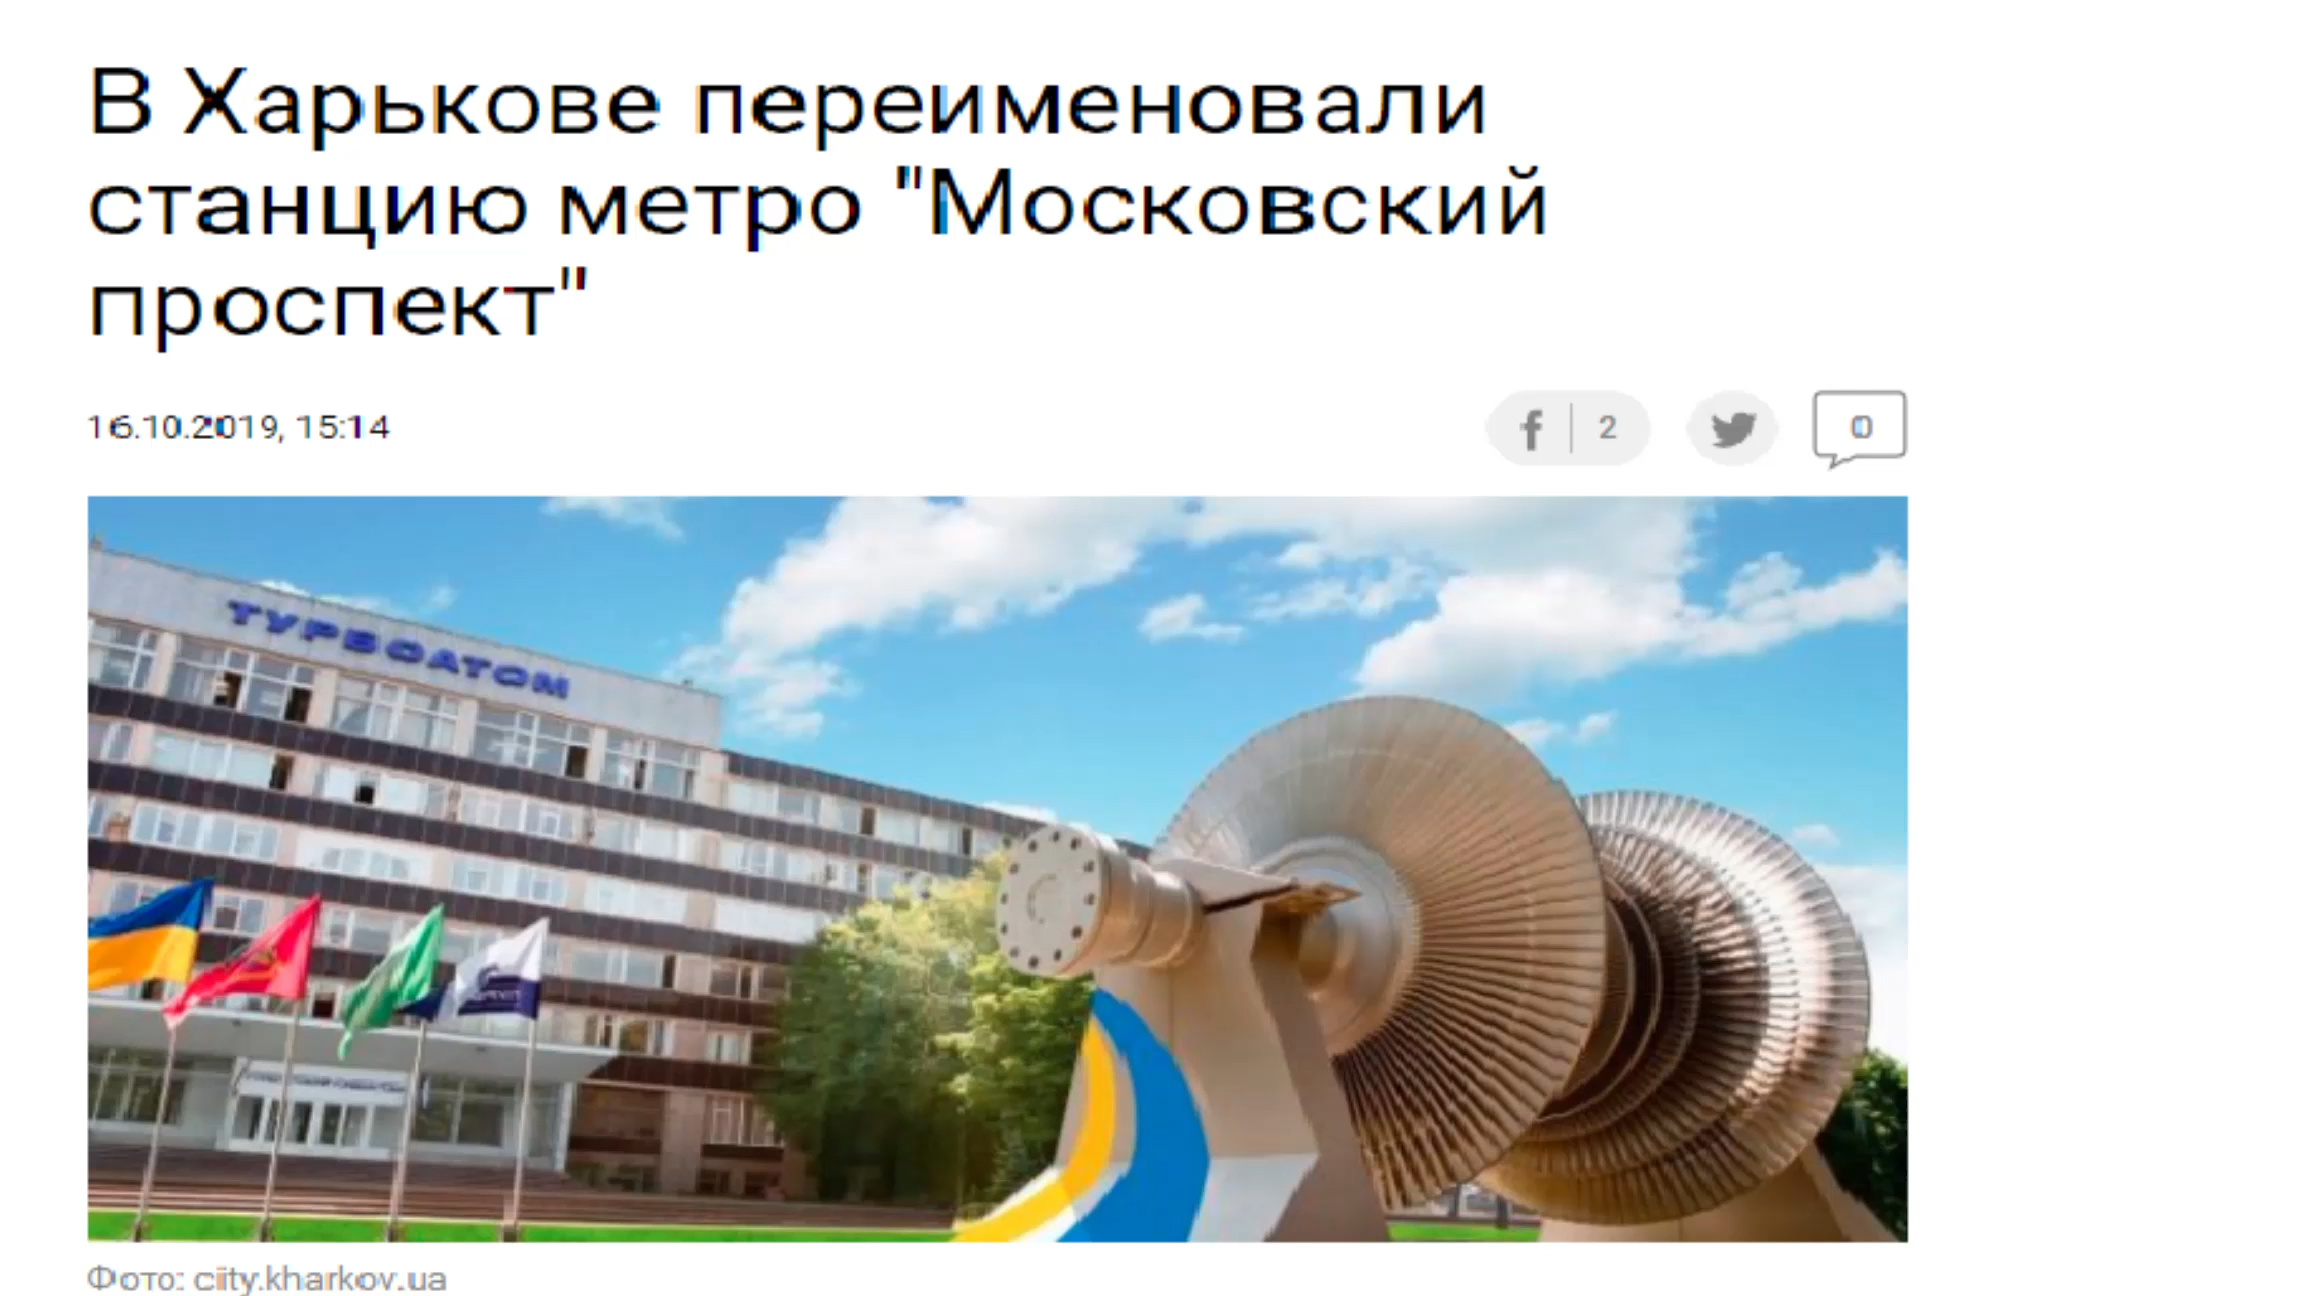 В Харькове переименовали
станцию метро "Московский
проспект"
16.10.2019, 15:14
f 2
0
ТУРБОАТОМ
Фото: city.kharkov.ua